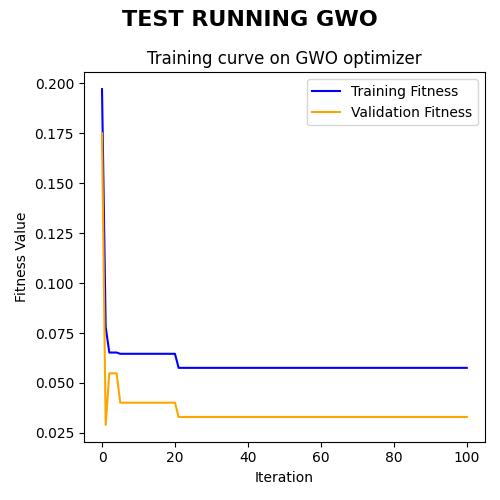 TEST RUNNING GWO
Training curve on GWO optimizer
Training Fitness
Validation Fitness
0.200
0.175
0.150
0.125
0.100
0.075
0.050
0.025
Fitness Value
0 20 40 60 80 100
Iteration